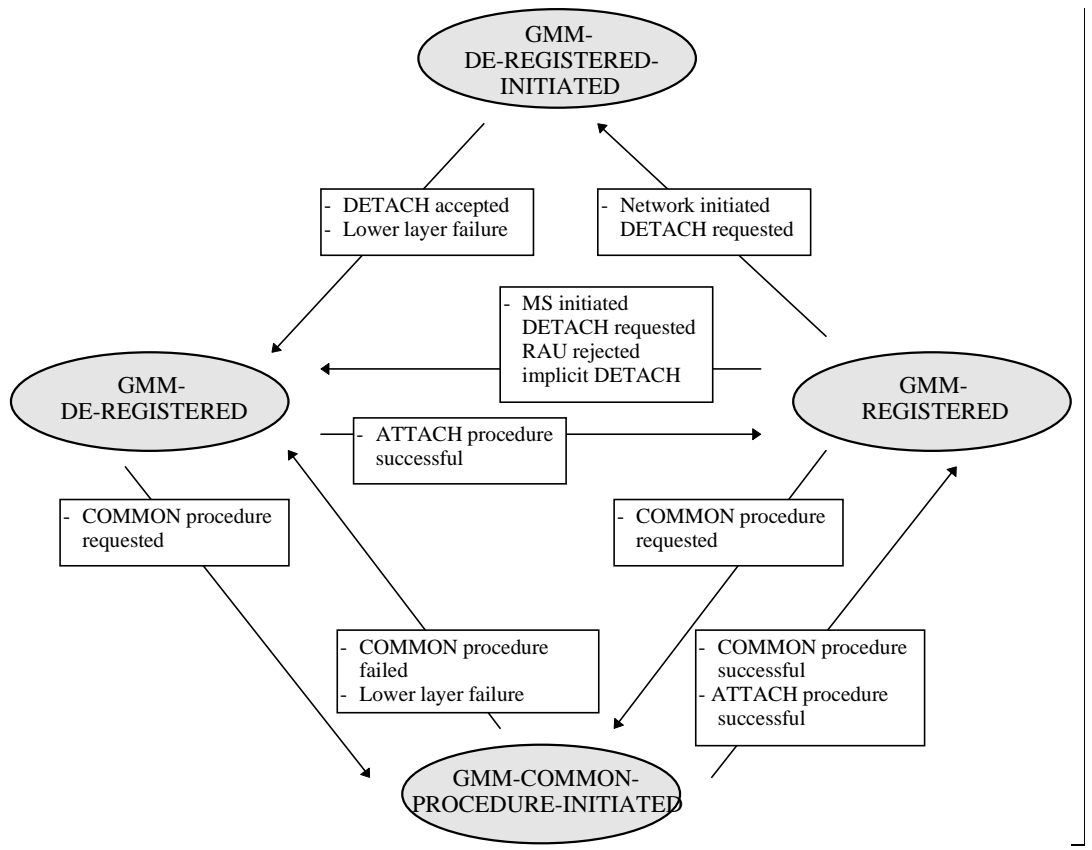 GMM-
DE-REGISTERED-
INITIATED
- DETACH accepted
- Lower layer failure
- Network initiated
DETACH requested
- MS initiated
DETACH requested
RAU rejected
implicit DETACH
GMM-
DE-REGISTERED
GMM-
REGISTERED
- ATTACH procedure
successful
- COMMON procedure
requested
- COMMON procedure
requested
- COMMON procedure
failed
- Lower layer failure
- COMMON procedure
successful
- ATTACH procedure
successful
GMM-COMMON-
PROCEDURE-INITIATED